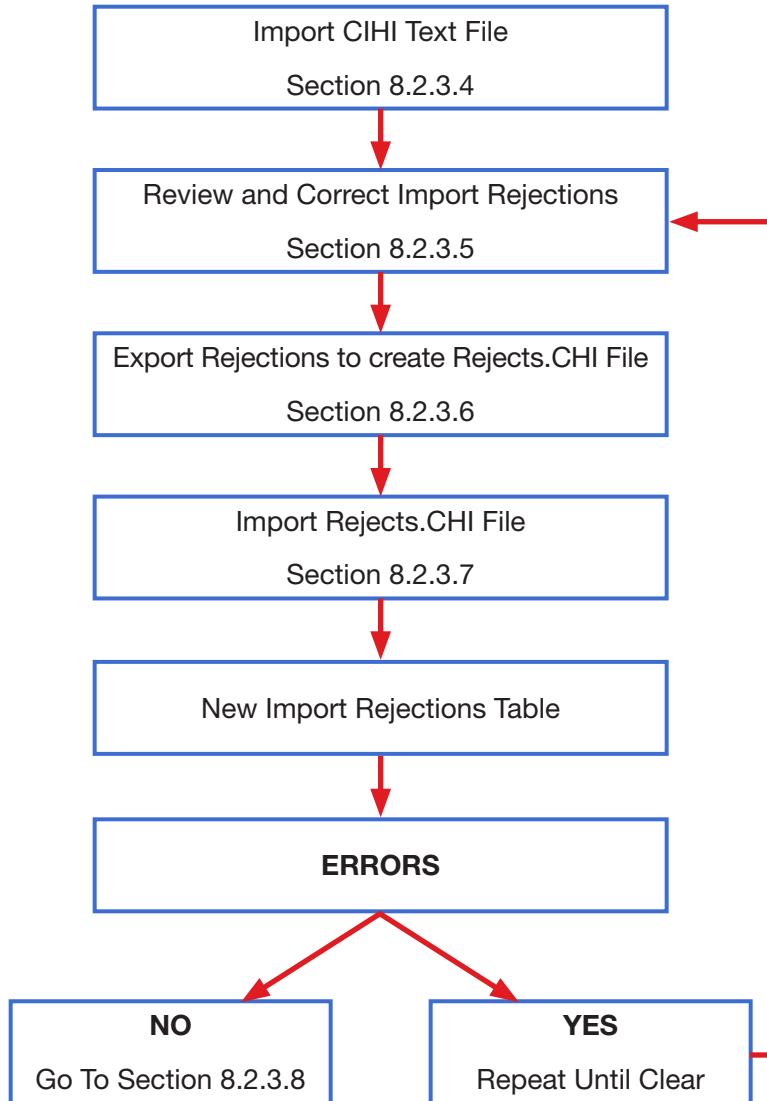 Import CIHI Text File
Section 8.2.3.4
Review and Correct Import Rejections
Section 8.2.3.5
Export Rejections to create Rejects.CHI File
Section 8.2.3.6
Import Rejects.CHI File
Section 8.2.3.7
New Import Rejections Table
ERRORS
NO
Go To Section 8.2.3.8
YES
Repeat Until Clear